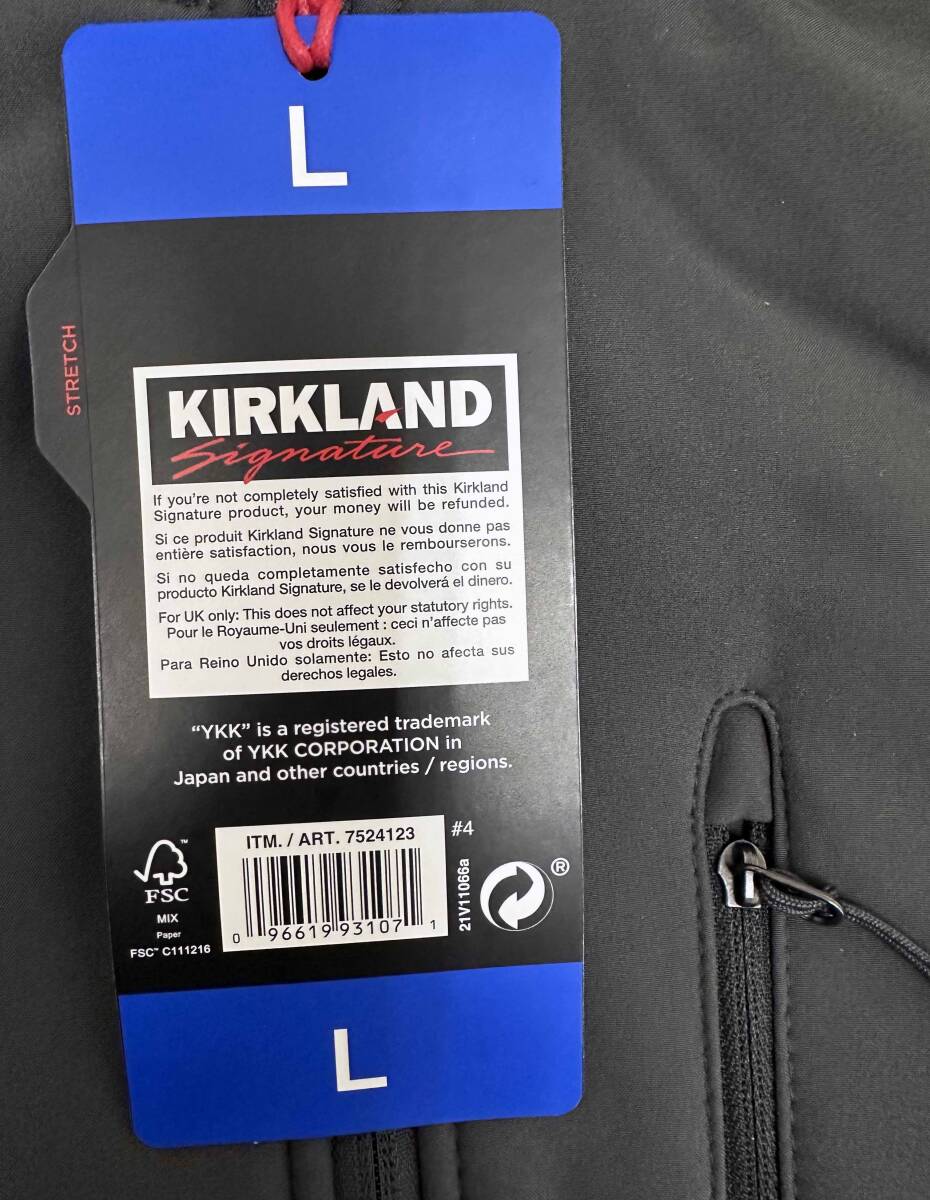 L
STRETCH
KIRKLAND
Signature
If you're not completely satisfied with this Kirkland
Signature product, your money will be refunded.
Si ce produit Kirkland Signature ne vous donne pas
entière satisfaction, nous vous le rembourserons.
Si no queda completamente satisfecho con su
producto Kirkland Signature, se le devolverá el dinero.
For UK only: This does not affect your statutory rights.
Pour le Royaume-Uni seulement : ceci n'affecte pas
vos droits légaux.
Para Reino Unido solamente: Esto no afecta sus
derechos legales.
“YKK” is a registered trademark
of YKK CORPORATION in
Japan and other countries / regions.
ITM. / ART. 7524123
#4
0 96619 93107 1
21V11066a
®
™
FSC
MIX
Paper
FSC™ C111216
L